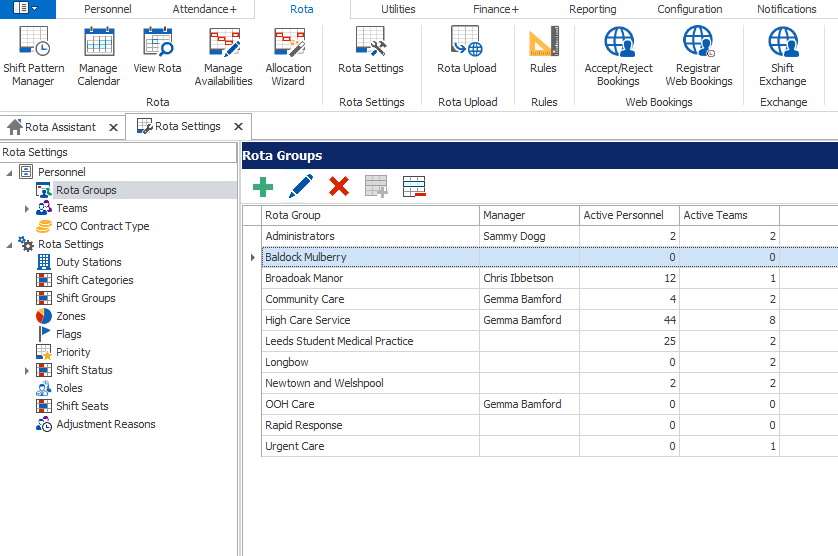 Personnel Attendance+ Rota Utilities Finance+ Reporting Configuration Notifications
Shift Pattern Manager
Manage Calendar
View Rota
Manage Availabilities
Allocation Wizard
Rota Settings
Rota Upload
Rules
Accept/Reject Bookings
Registrar Web Bookings
Shift Exchange
Rota Rota Settings Rota Upload Rules Web Bookings Exchange
Rota Assistant Rota Settings
Rota Settings
Personnel
Rota Groups
Teams
PCO Contract Type
Rota Settings
Duty Stations
Shift Categories
Shift Groups
Zones
Flags
Priority
Shift Status
Roles
Shift Seats
Adjustment Reasons
Rota Groups
Rota Group Manager Active Personnel Active Teams
Administrators Sammy Dogg 2 2
Baldock Mulberry 0 0
Broadoak Manor Chris Ibbetson 12 1
Community Care Gemma Bamford 4 2
High Care Service Gemma Bamford 44 8
Leeds Student Medical Practice 25 2
Longbow 0 2
Newtown and Welshpool 2 2
OOH Care Gemma Bamford 0 0
Rapid Response 0 0
Urgent Care 0 1